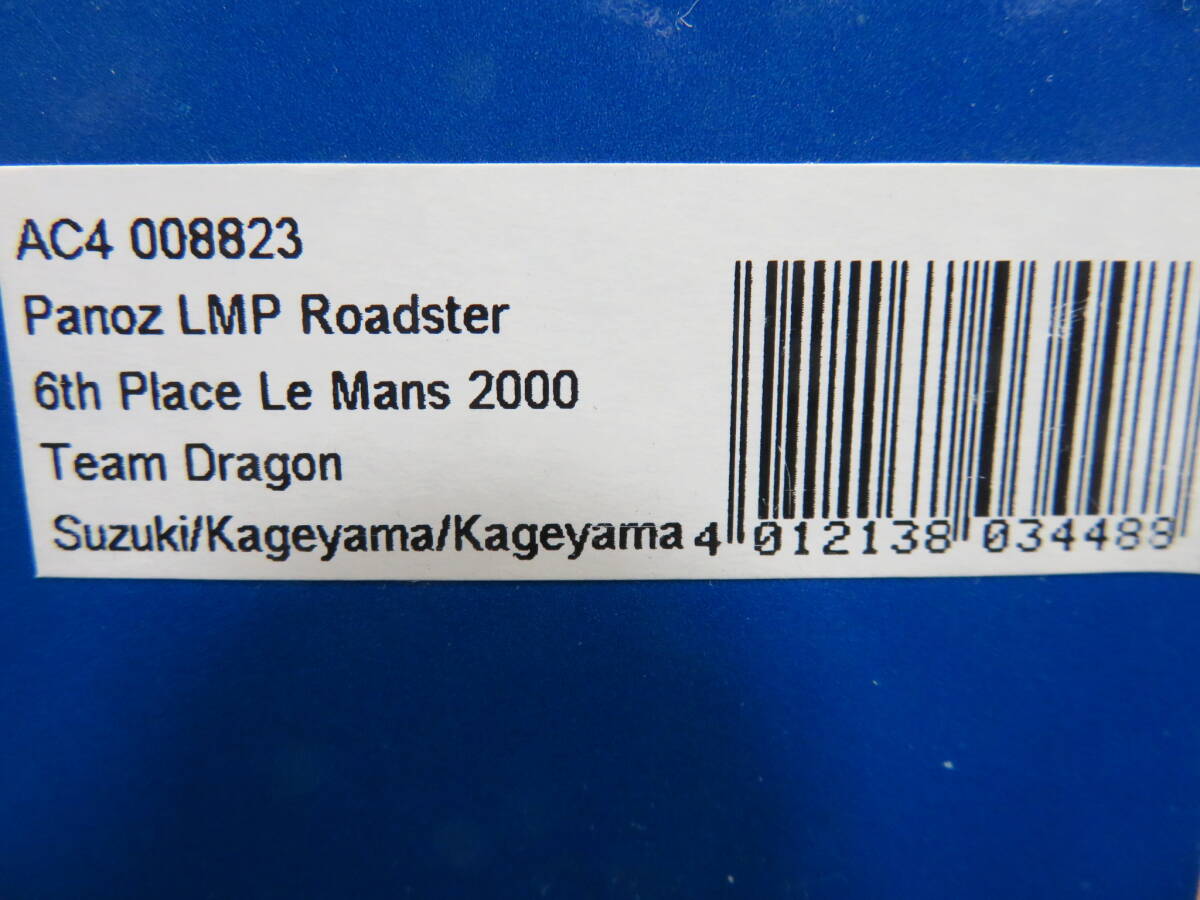 AC4 008823
Panoz LMP Roadster
6th Place Le Mans 2000
Team Dragon
Suzuki/Kageyama/Kageyama
4 012138 034488